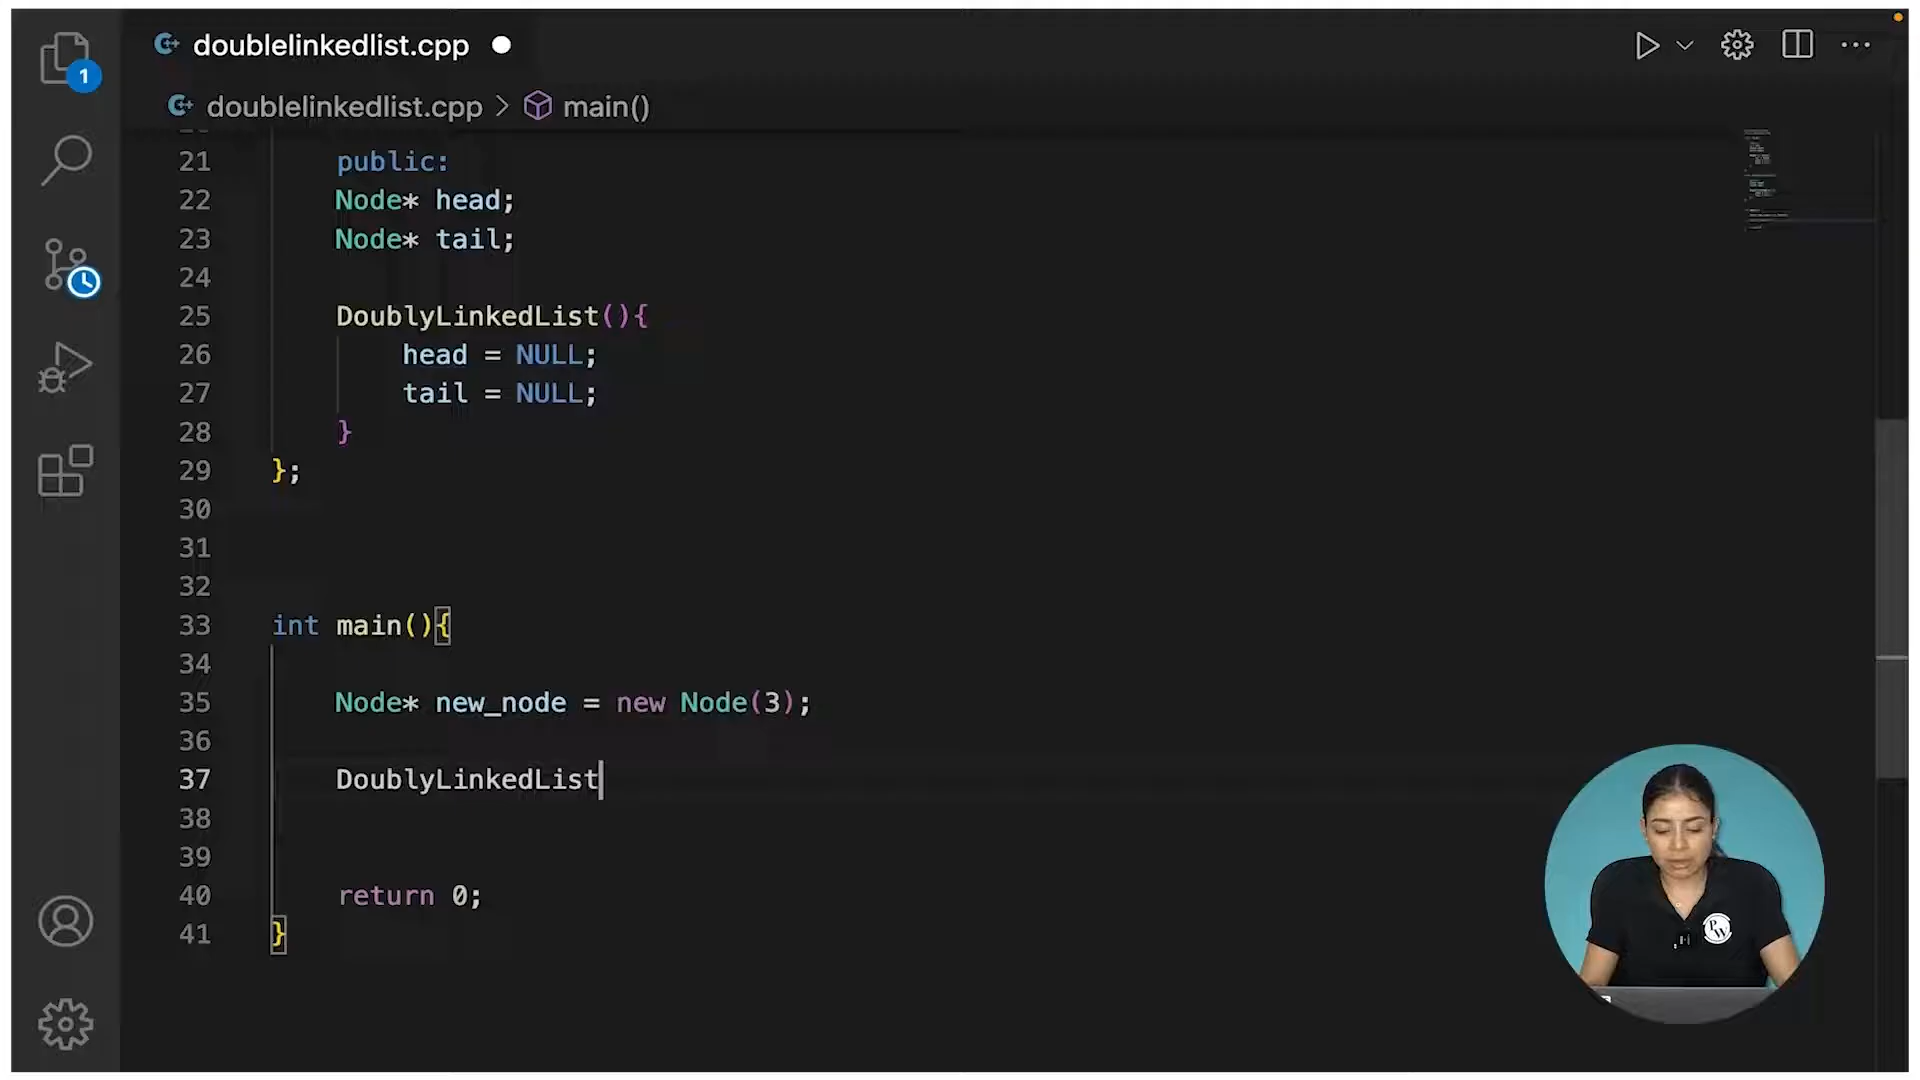 doublelinkedlist.cpp
1
doublelinkedlist.cpp > main()
21 public:
22 Node* head;
23 Node* tail;
24
25 DoublyLinkedList(){
26 head = NULL;
27 tail = NULL;
28 }
29 };
30
31
32
33 int main(){
34
35 Node* new_node = new Node(3);
36
37 DoublyLinkedList
38
39
40 return 0;
41 }
PW